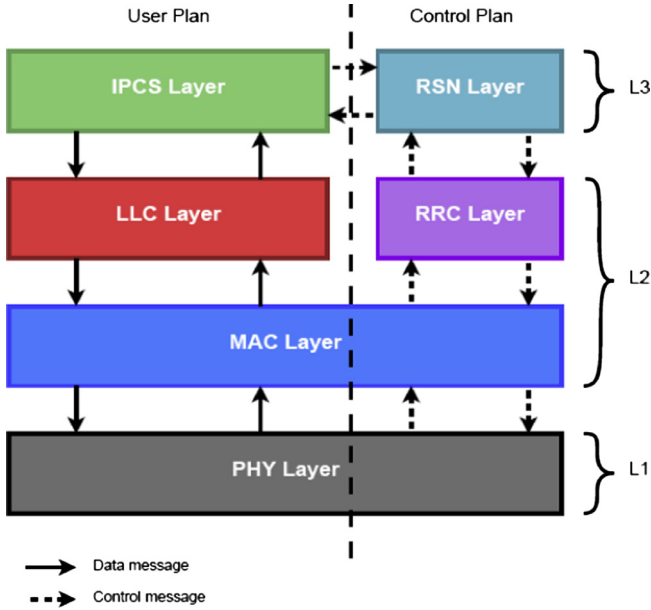 User Plan
Control Plan
IPCS Layer
RSN Layer
L3
LLC Layer
RRC Layer
L2
MAC Layer
PHY Layer
L1
Data message
Control message